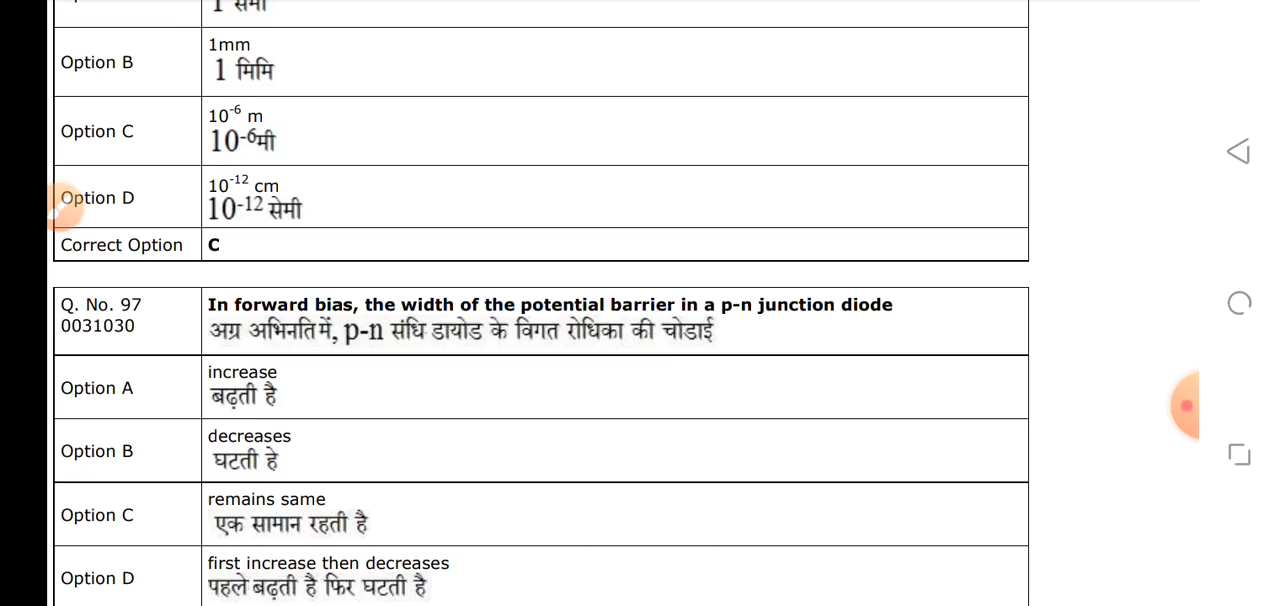 1 सेमी
Option B
1mm
1 मिमि
Option C
10-6 m
10-6मी
Option D
10-12 cm
10-12 सेमी
Correct Option
C
Q. No. 97
0031030
In forward bias, the width of the potential barrier in a p-n junction diode
अग्र अभिनति में, p-n संधि डायोड के विगत रोधिका की चोडाई
Option A
increase
बढ़ती है
Option B
decreases
घटती हे
Option C
remains same
एक सामान रहती है
Option D
first increase then decreases
पहले बढ़ती है फिर घटती है